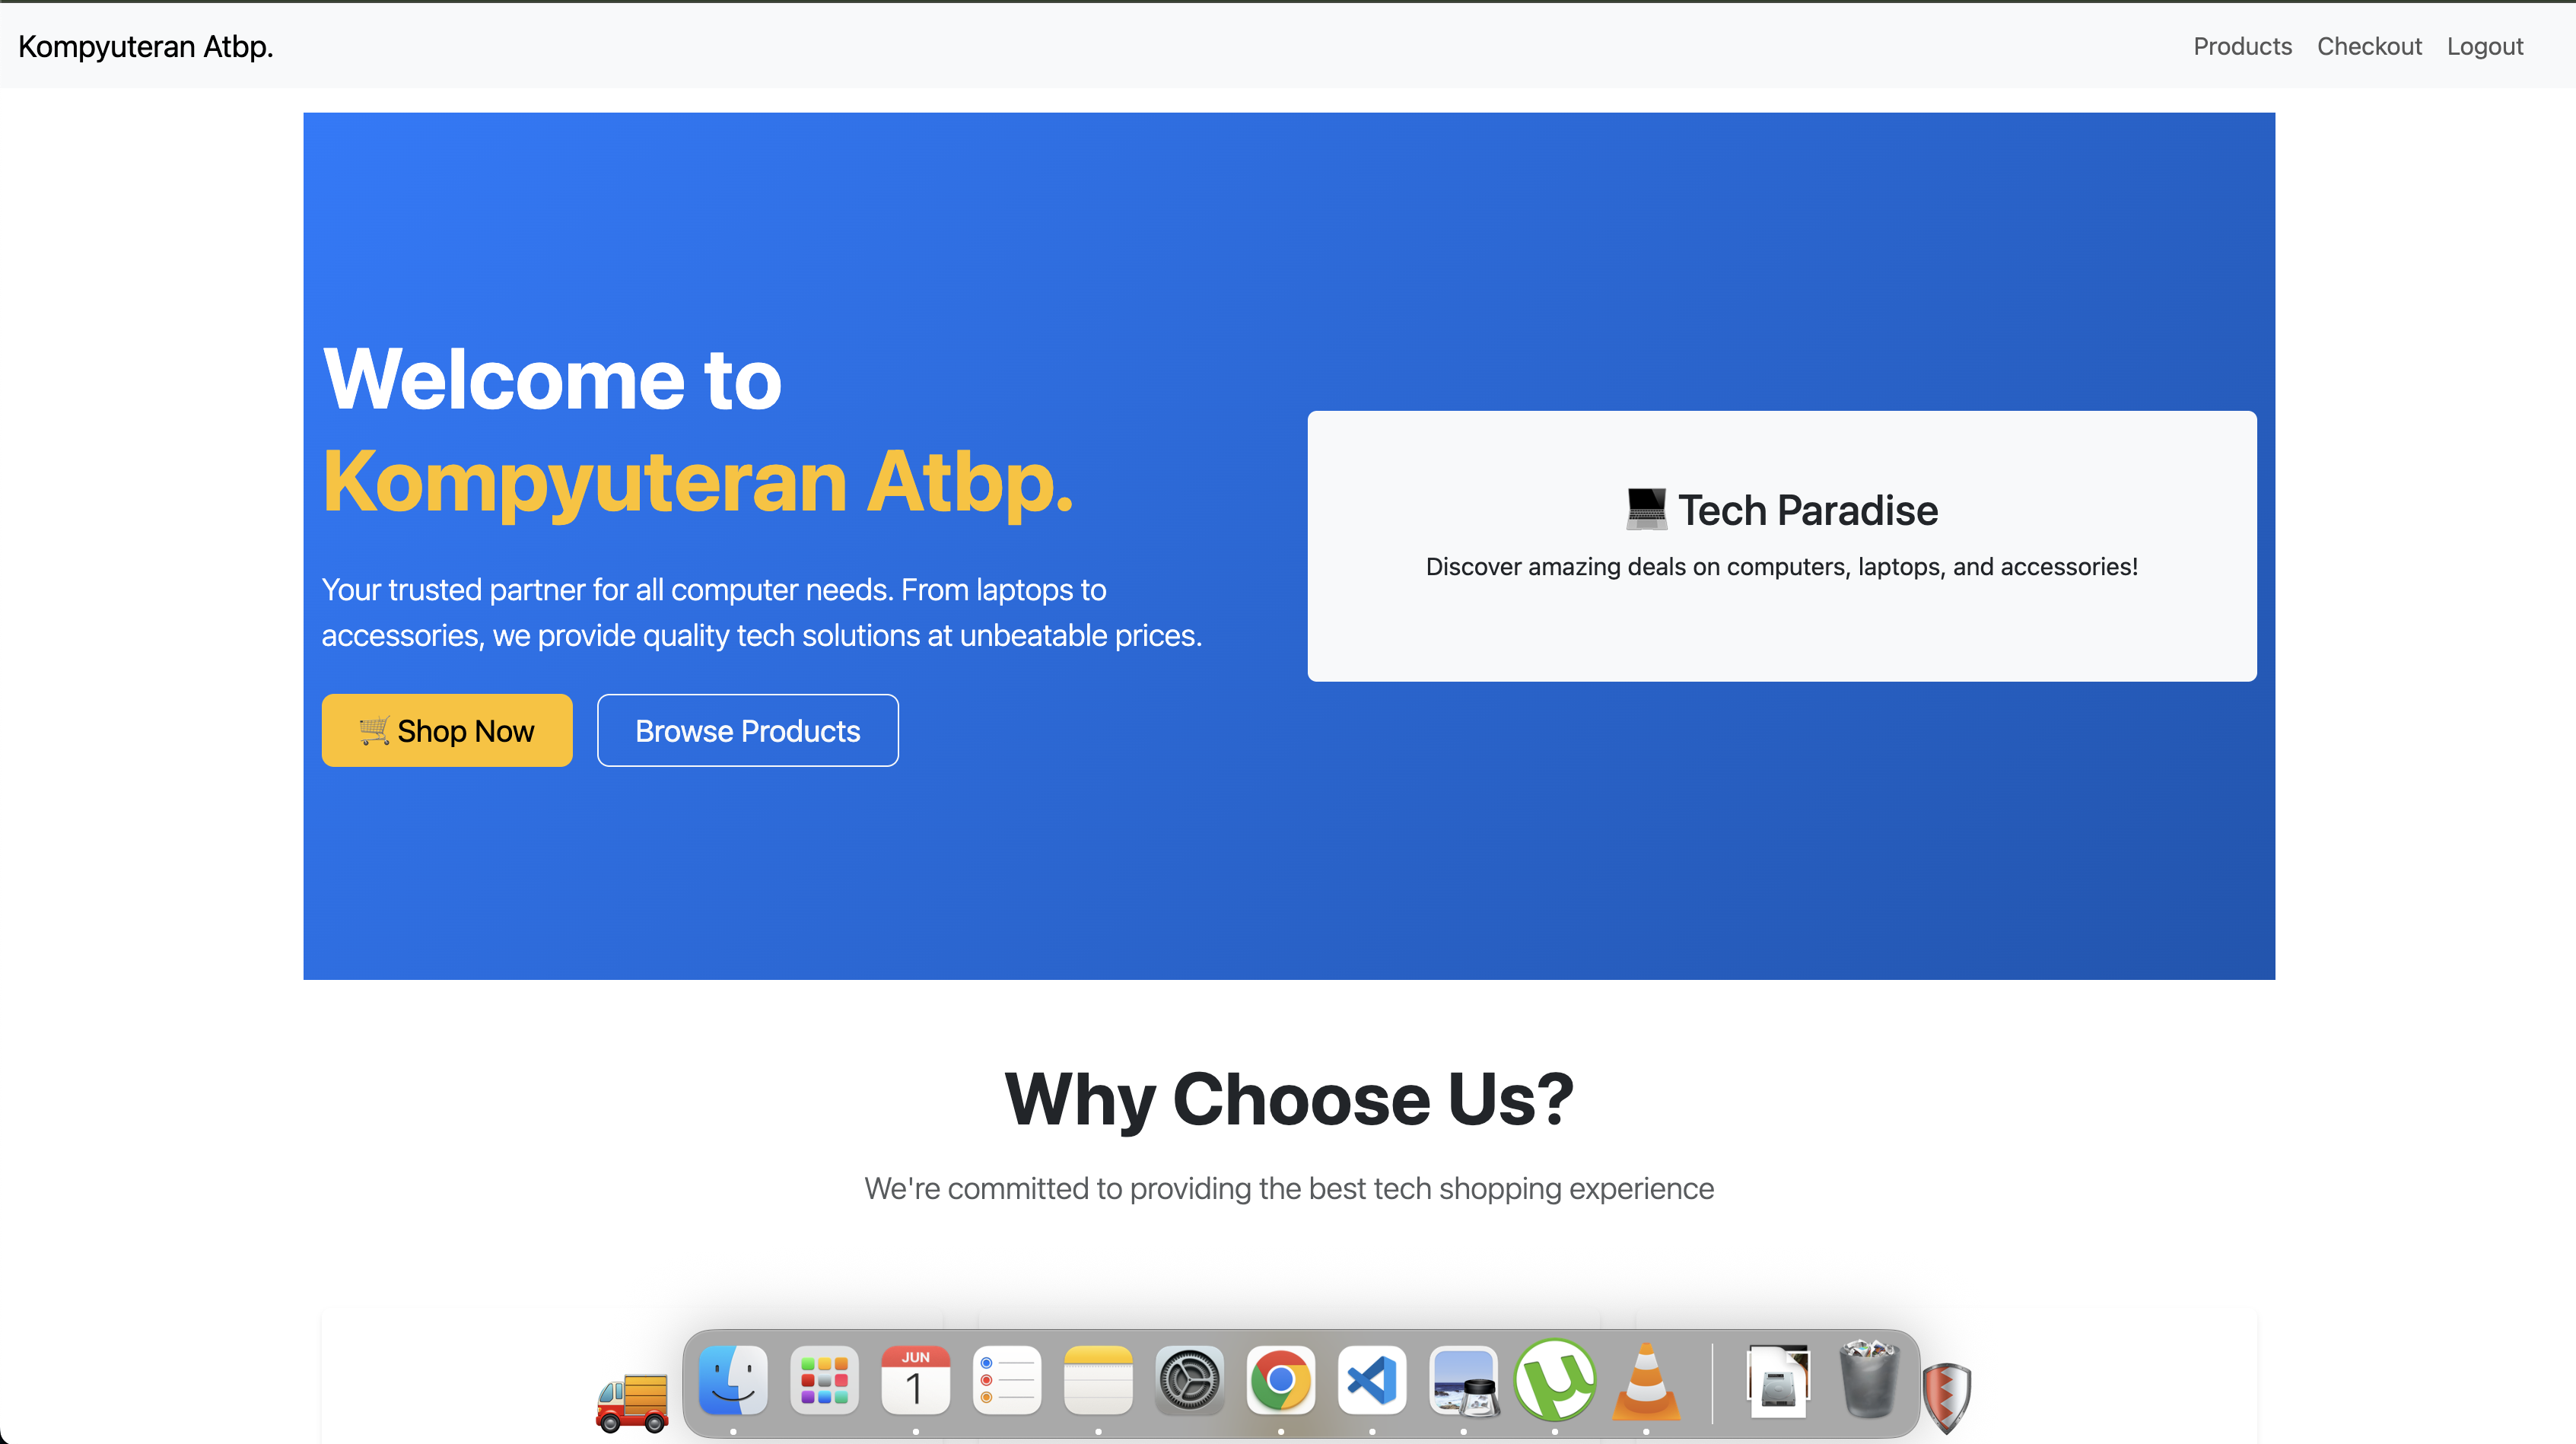 Kompyuteran Atbp.
Products Checkout Logout
Welcome to
Kompyuteran Atbp.
Your trusted partner for all computer needs. From laptops to
accessories, we provide quality tech solutions at unbeatable prices.
🛒 Shop Now
Browse Products
💻 Tech Paradise
Discover amazing deals on computers, laptops, and accessories!
Why Choose Us?
We're committed to providing the best tech shopping experience
JUN
1